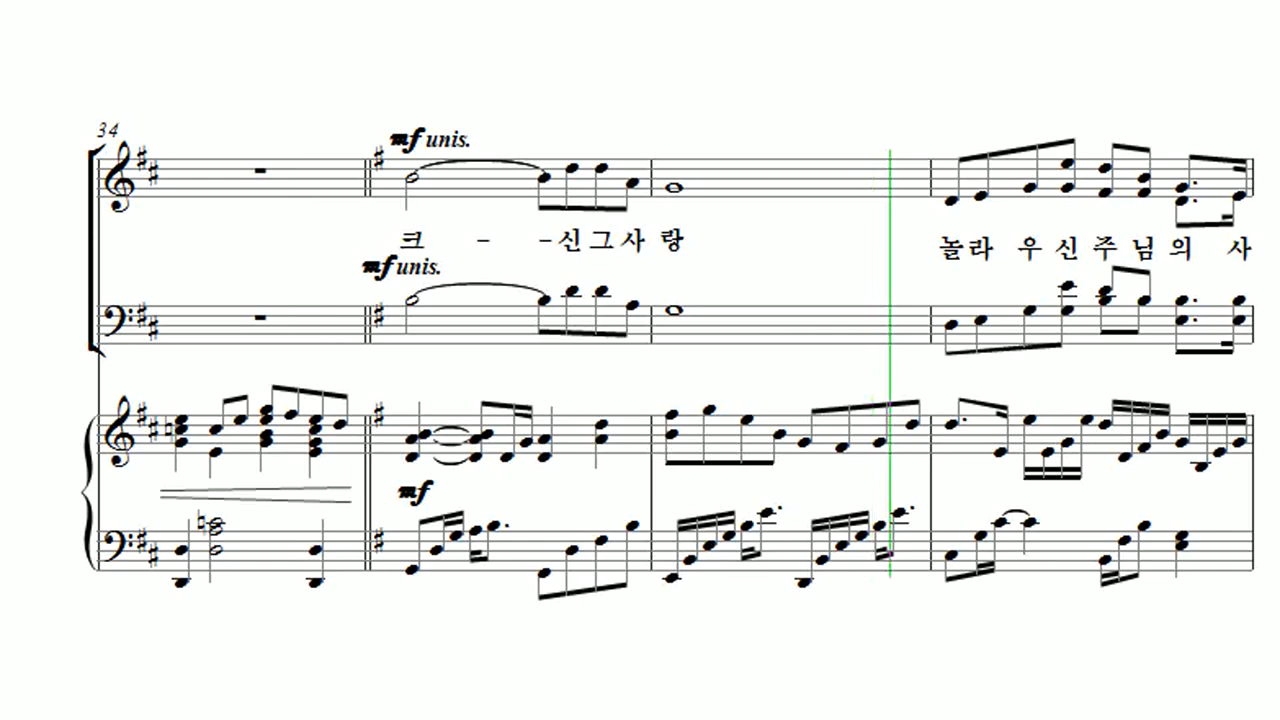 34
mf unis.
크 - - 신 그 사 랑
놀 라 우 신 주 님 의 사
mf unis.
mf